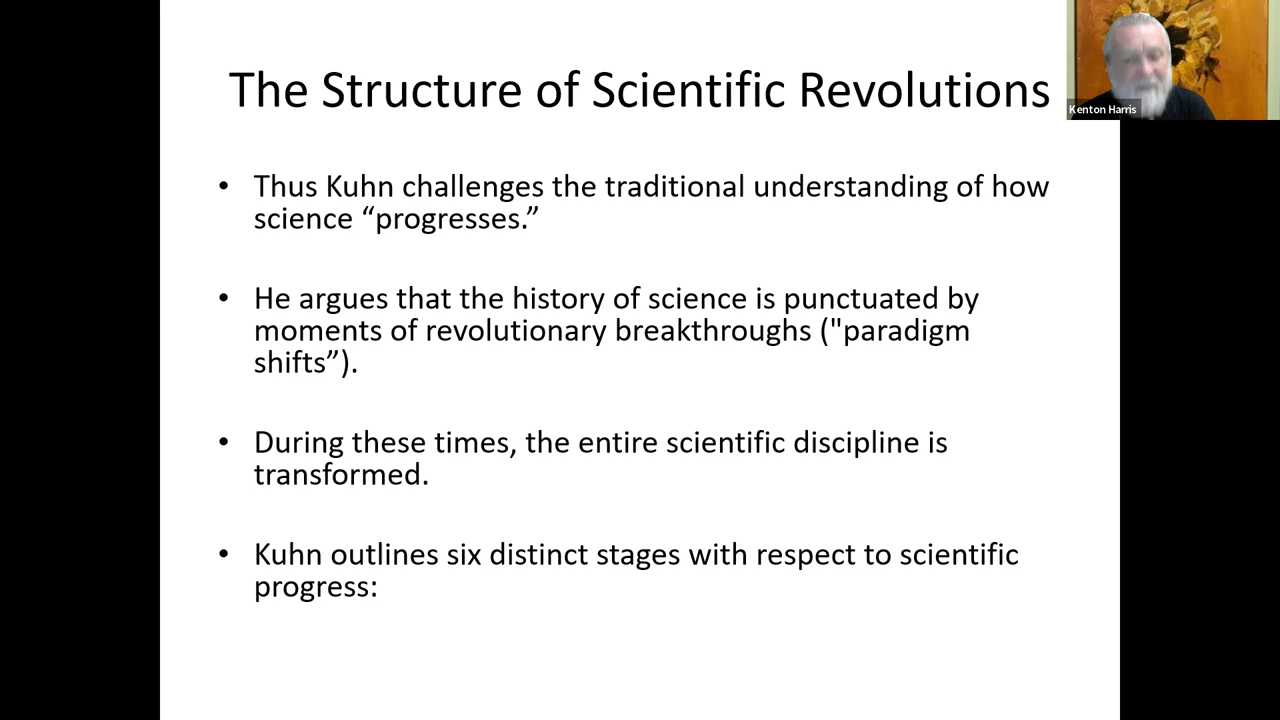 The Structure of Scientific Revolutions
Kenton Harris
• Thus Kuhn challenges the traditional understanding of how
science “progresses.”
• He argues that the history of science is punctuated by
moments of revolutionary breakthroughs ("paradigm
shifts”).
• During these times, the entire scientific discipline is
transformed.
• Kuhn outlines six distinct stages with respect to scientific
progress: